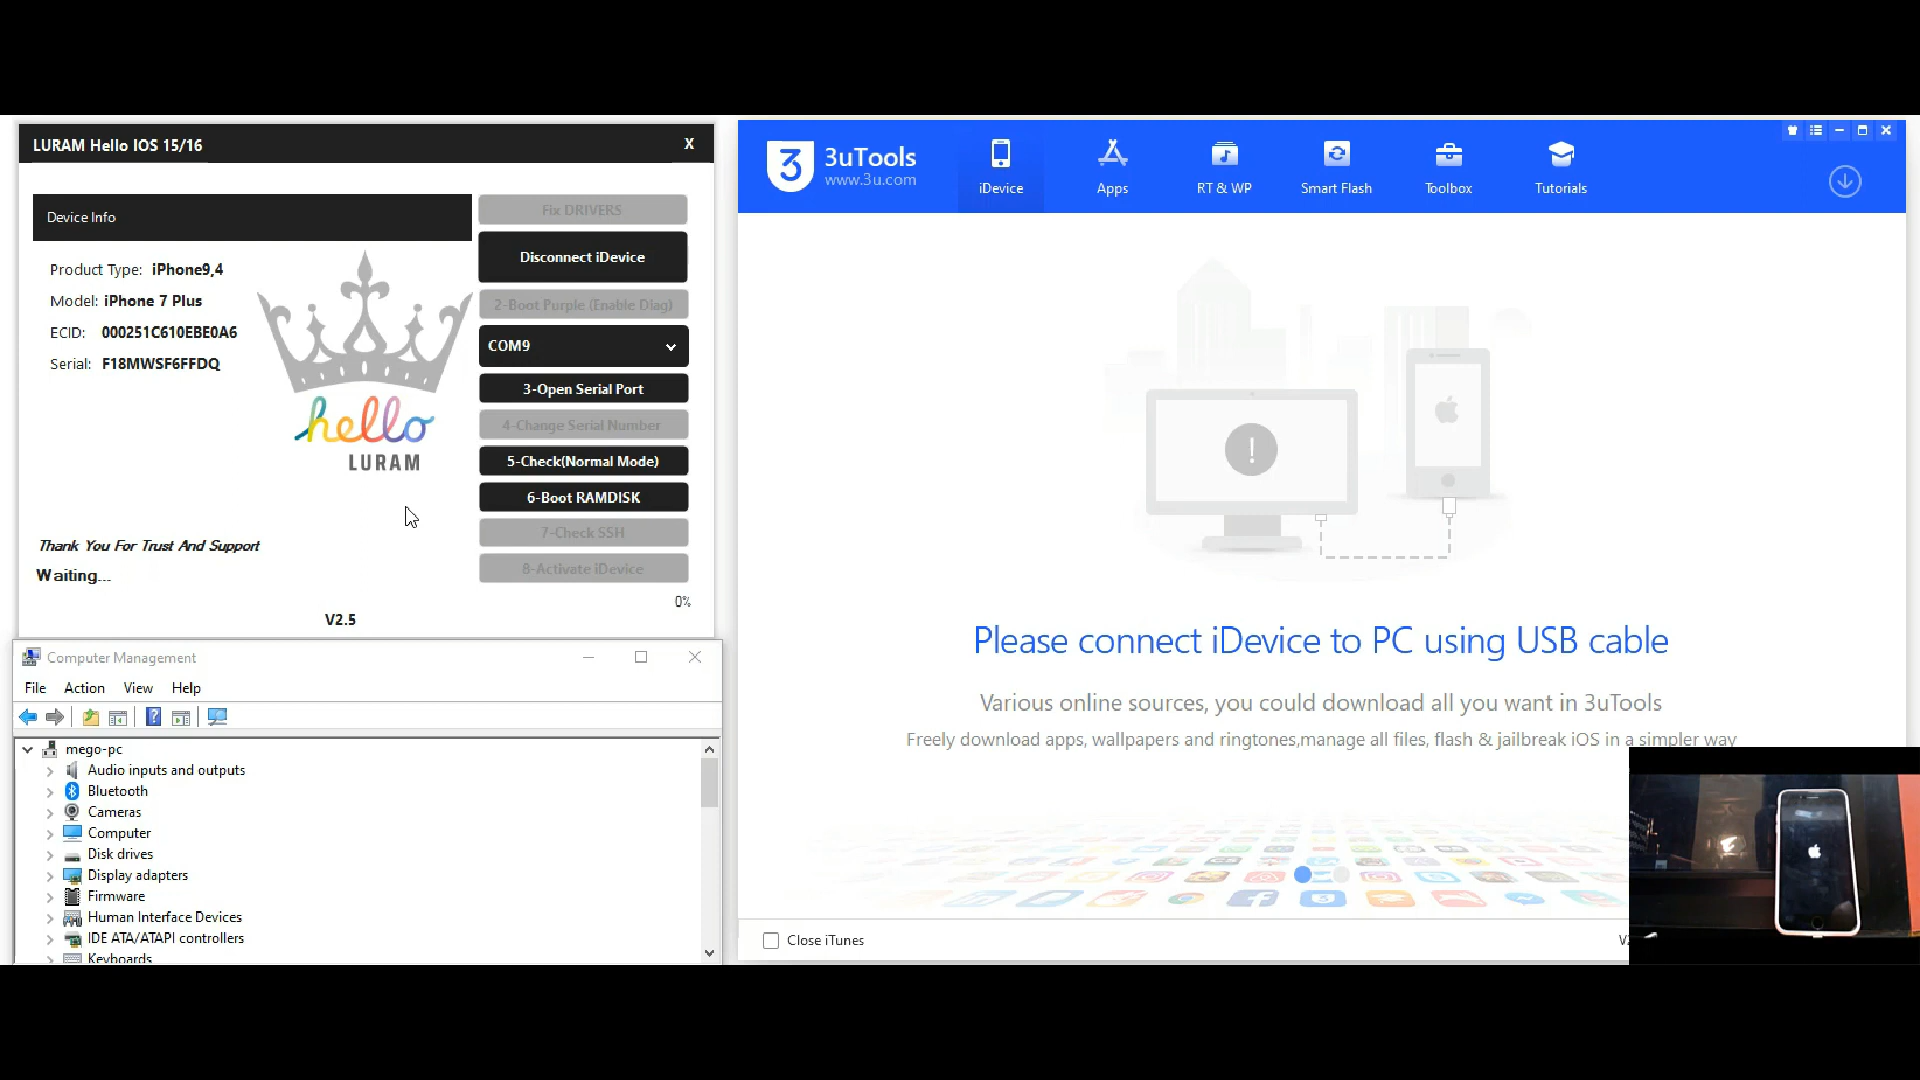 LURAM Hello IOS 15/16
X
Device Info
Product Type: iPhone9,4
Model: iPhone 7 Plus
ECID: 000251C610EBE0A6
Serial: F18MWSF6FFDQ
hello
LURAM
Thank You For Trust And Support
Waiting...
V2.5
Fix DRIVERS
Disconnect iDevice
2-Boot Purple (Enable Diag)
COM9
3-Open Serial Port
4-Change Serial Number
5-Check(Normal Mode)
6-Boot RAMDISK
7-Check SSH
8-Activate iDevice
0%
Computer Management
File Action View Help
mego-pc
Audio inputs and outputs
Bluetooth
Cameras
Computer
Disk drives
Display adapters
Firmware
Human Interface Devices
IDE ATA/ATAPI controllers
Keyboards
3 3uTools
www.3u.com
iDevice
Apps
RT & WP
Smart Flash
Toolbox
Tutorials
Please connect iDevice to PC using USB cable
Various online sources, you could download all you want in 3uTools
Freely download apps, wallpapers and ringtones,manage all files, flash & jailbreak iOS in a simpler way
Close iTunes